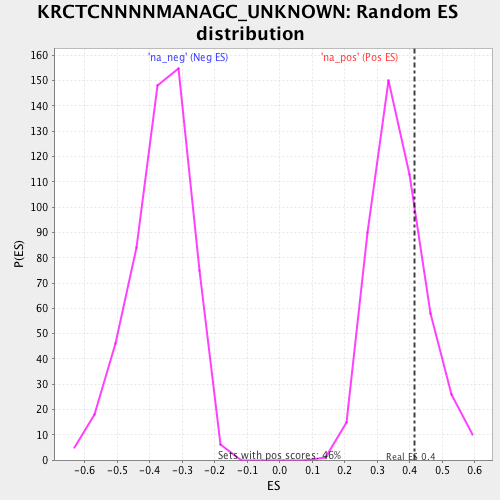 KRCTCNNNNMANAGC_UNKNOWN: Random ES
distribution
'na_neg' (Neg ES)
'na_pos' (Pos ES)
160
150
140
130
120
110
100
90
80
70
60
50
40
30
20
10
0
P(ES)
Sets with pos scores: 46%
Real ES 0.4
-0.6 -0.5 -0.4 -0.3 -0.2 -0.1 0.0 0.1 0.2 0.3 0.4 0.5 0.6
ES